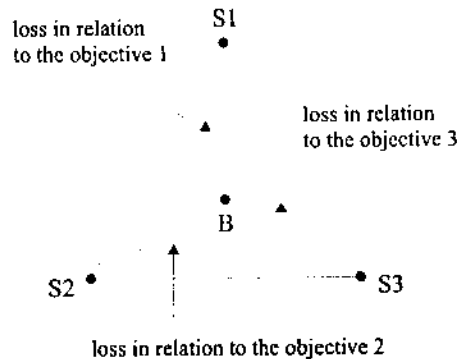 S1
loss in relation
to the objective 1
loss in relation
to the objective 3
B
S2
S3
loss in relation to the objective 2